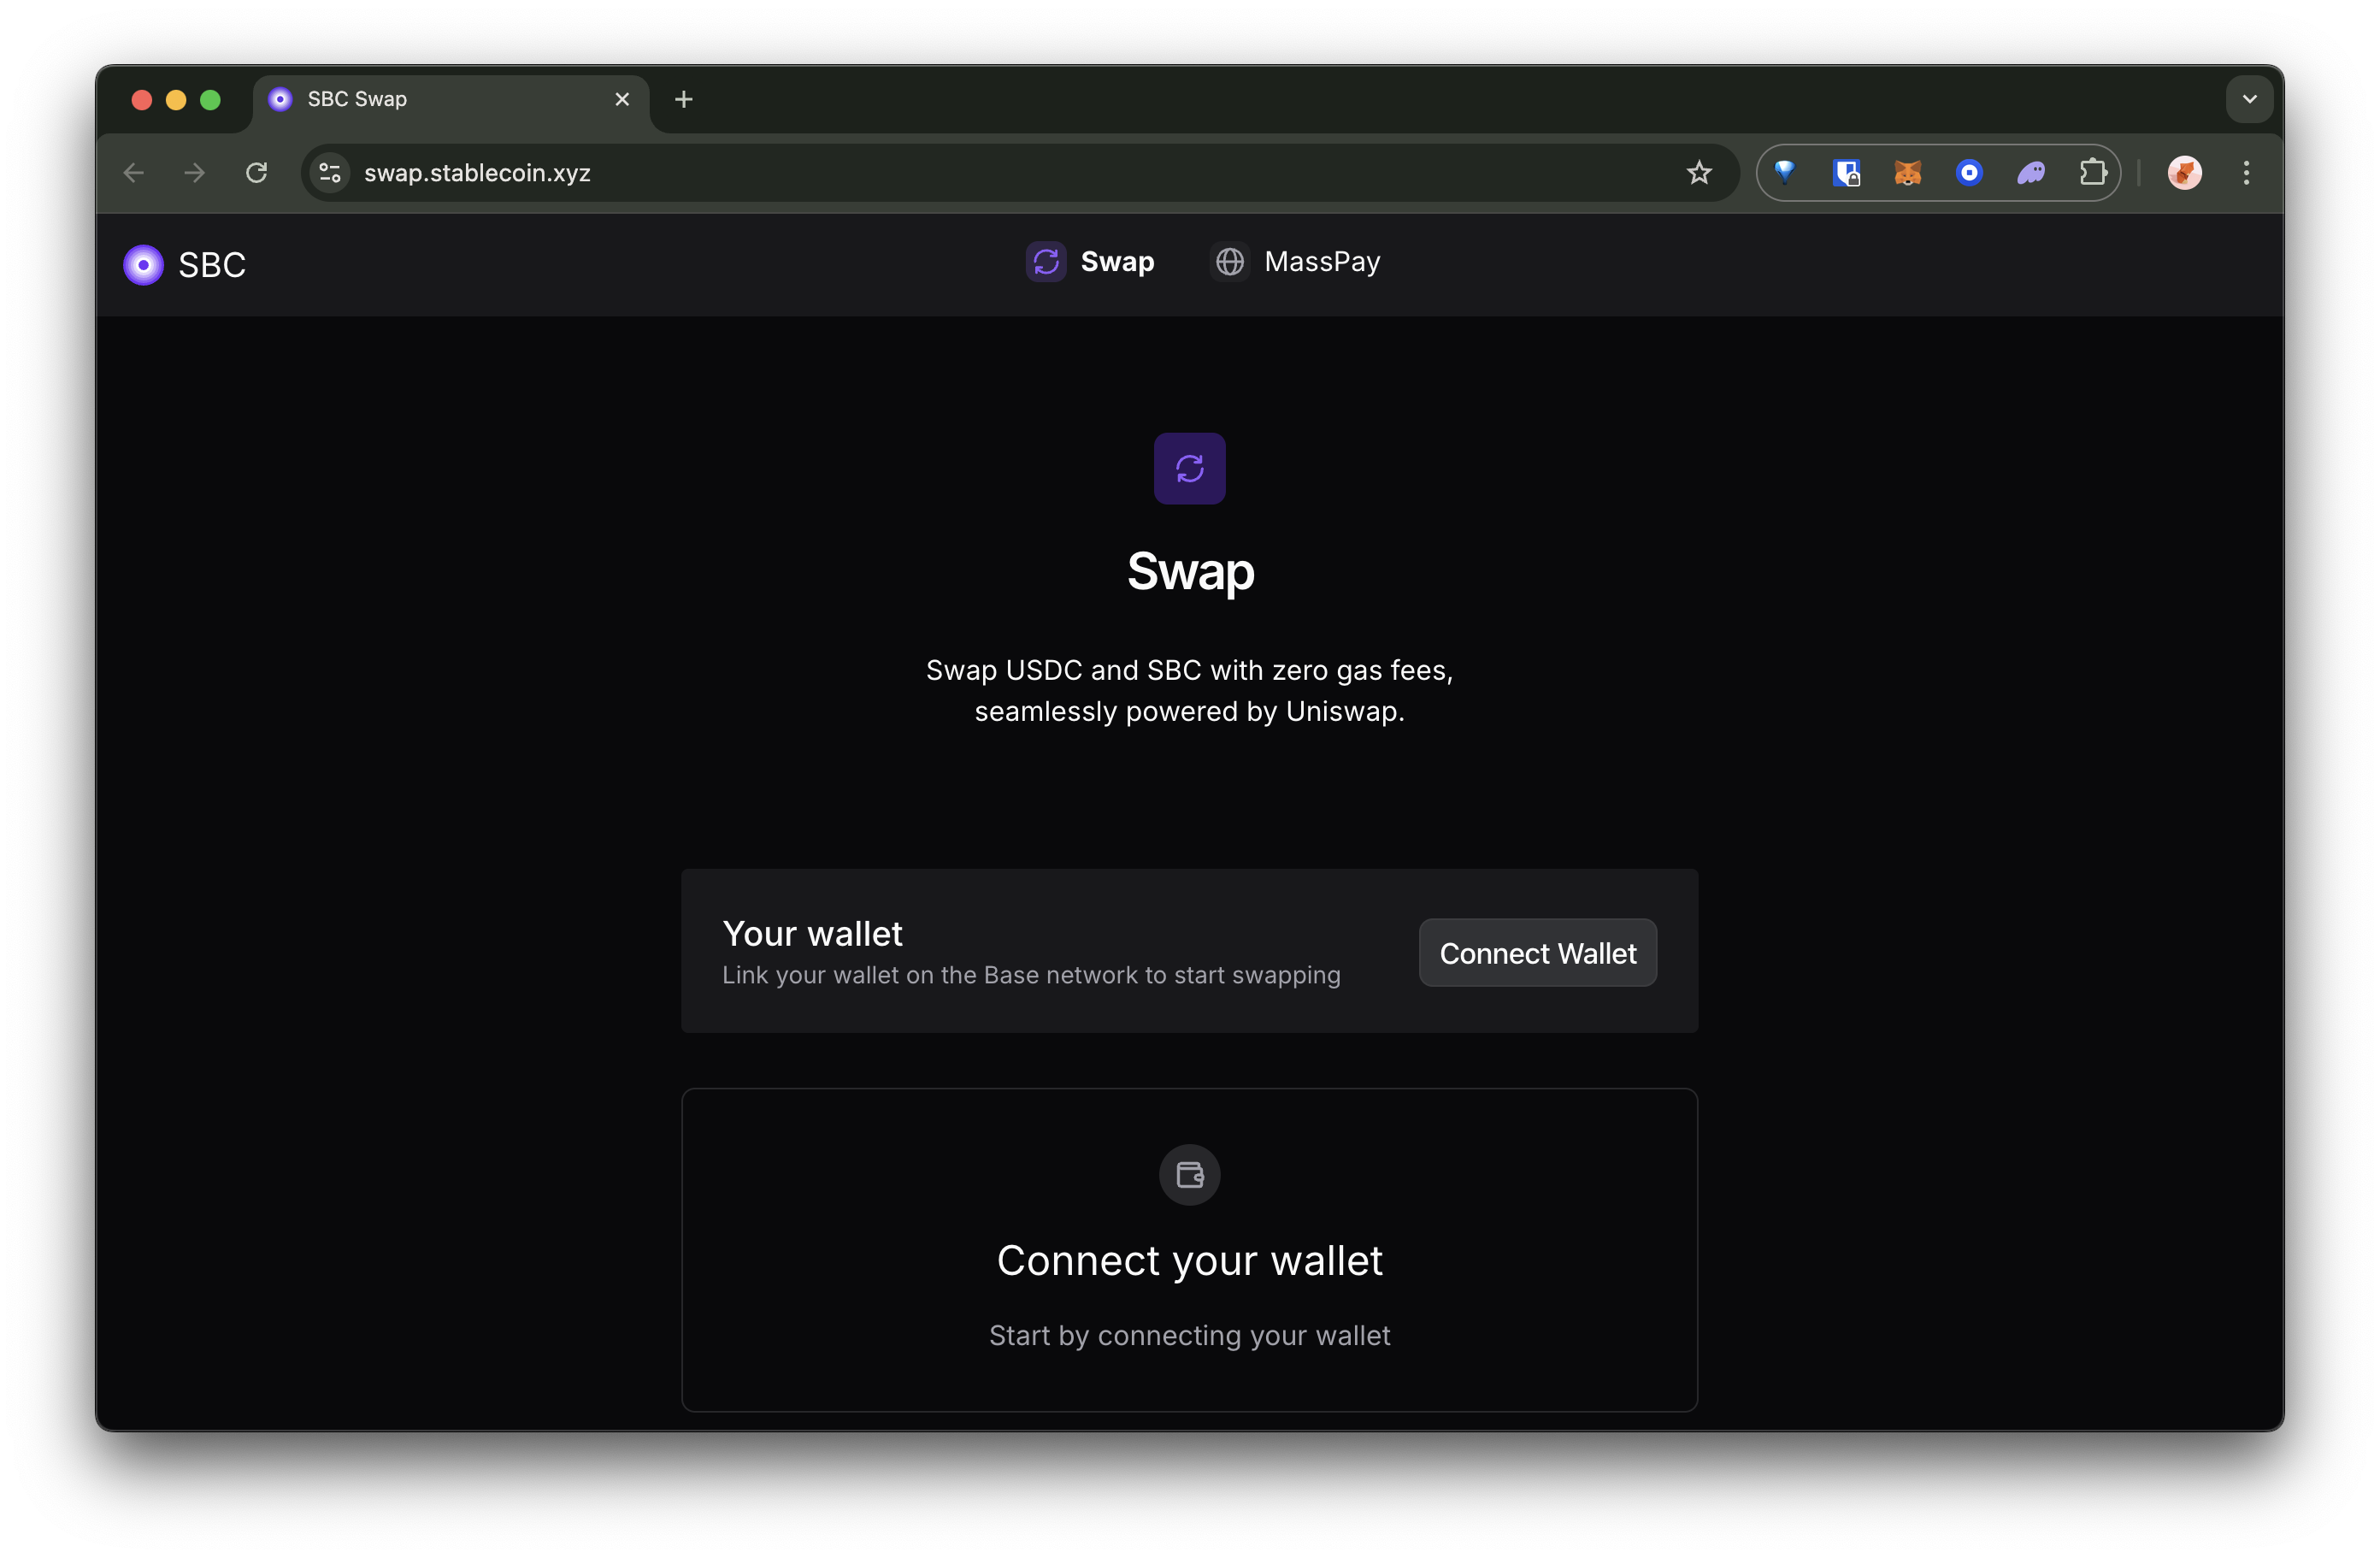 SBC Swap
swap.stablecoin.xyz
SBC
Swap
MassPay
Swap
Swap USDC and SBC with zero gas fees,
seamlessly powered by Uniswap.
Your wallet
Link your wallet on the Base network to start swapping
Connect Wallet
Connect your wallet
Start by connecting your wallet